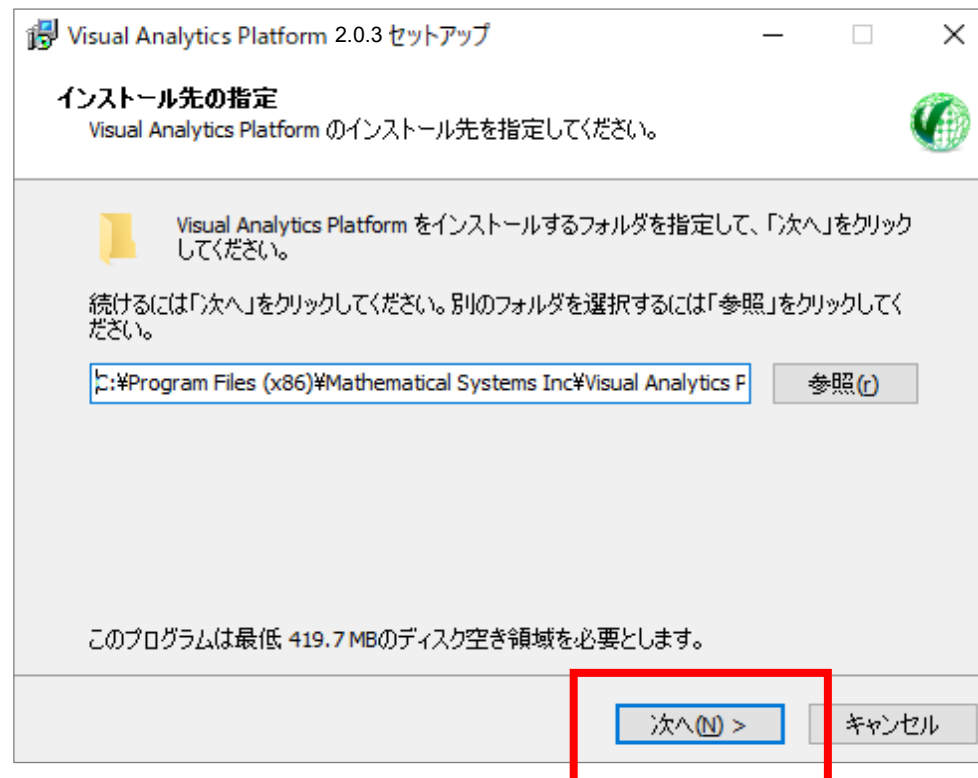 Visual Analytics Platform 2.0.3 セットアップ
インストール先の指定
Visual Analytics Platform のインストール先を指定してください。
Visual Analytics Platform をインストールするフォルダを指定して、「次へ」をクリック
してください。
続けるには「次へ」をクリックしてください。別のフォルダを選択するには「参照」をクリックしてく
ださい。
C:¥Program Files (x86)¥Mathematical Systems Inc¥Visual Analytics P
参照(r)
このプログラムは最低 419.7 MBのディスク空き領域を必要とします。
次へ(N) >
キャンセル